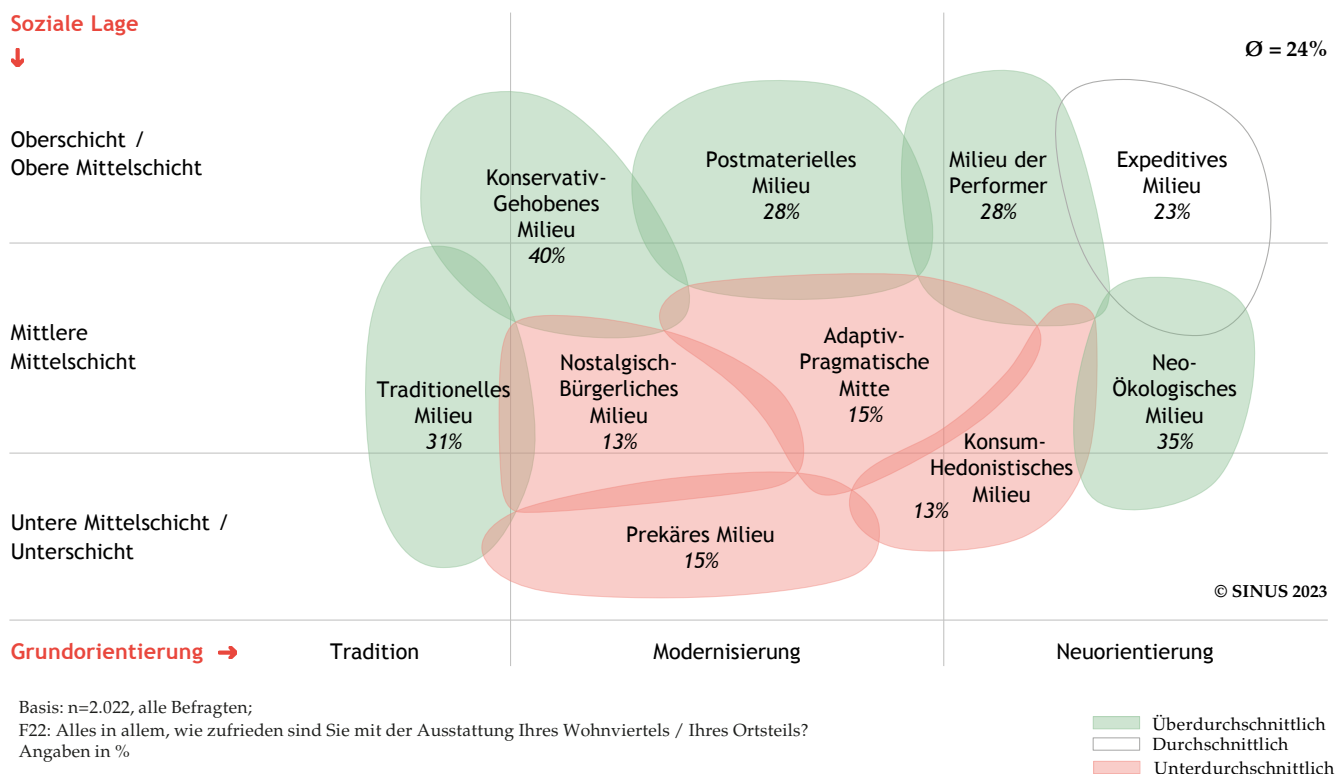 Soziale Lage
↓
Ø = 24%
Oberschicht /
Obere Mittelschicht
Konservativ-
Gehobenes
Milieu
40%
Postmaterielles
Milieu
28%
Milieu der
Performer
28%
Expeditives
Milieu
23%
Mittlere
Mittelschicht
Traditionelles
Milieu
31%
Nostalgisch-
Bürgerliches
Milieu
13%
Adaptiv-
Pragmatische
Mitte
15%
Neo-
Ökologisches
Milieu
35%
Konsum-
Hedonistisches
Milieu
13%
Untere Mittelschicht /
Unterschicht
Prekäres Milieu
15%
© SINUS 2023
Grundorientierung →
Tradition
Modernisierung
Neuorientierung
Basis: n=2.022, alle Befragten;
F22: Alles in allem, wie zufrieden sind Sie mit der Ausstattung Ihres Wohnviertels / Ihres Ortsteils?
Angaben in %
Überdurchschnittlich
Durchschnittlich
Unterdurchschnittlich